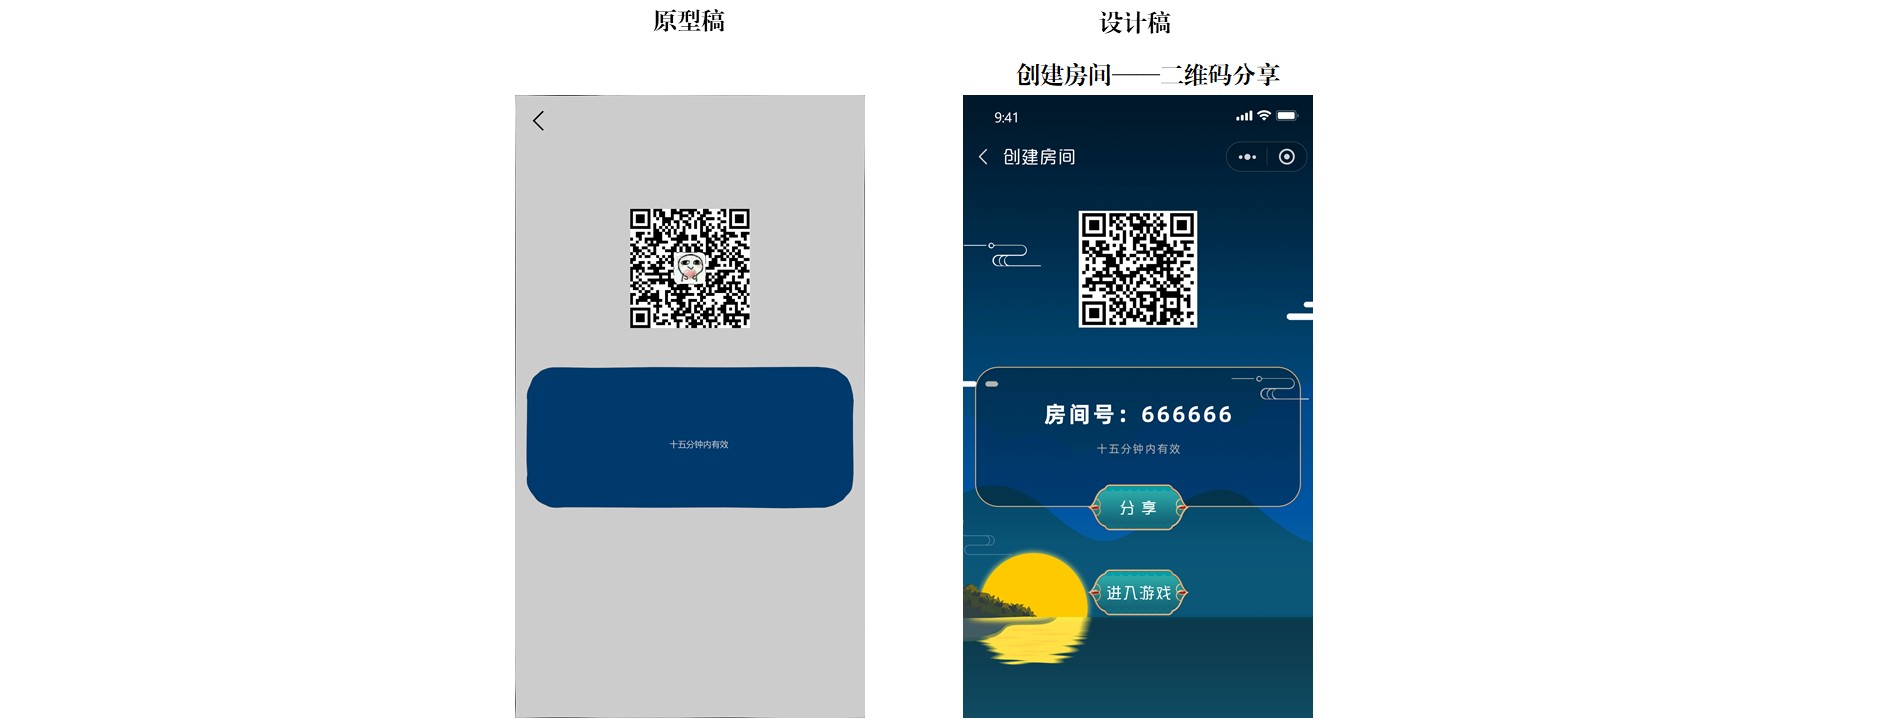 原型稿
设计稿
创建房间——二维码分享
十五分钟内有效
9:41
创建房间
房间号：666666
十五分钟内有效
分享
进入游戏